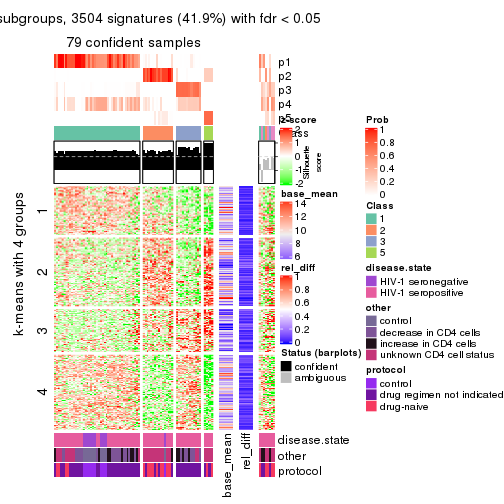 subgroups, 3504 signatures (41.9%) with fdr < 0.05
79 confident samples
p1
p2
p3
p4
p5
z-score
2
1
0
-1
-2
Class
1
0.5
0
Silhouette
score
k-means with 4 groups
1
2
3
4
base_mean
14
12
10
8
6
rel_diff
1
0.8
0.6
0.4
0.2
0
Status (barplots)
confident
ambiguous
disease.state
other
protocol
base_mean
rel_diff
Prob
1
0.8
0.6
0.4
0.2
0
Class
1
2
3
5
disease.state
HIV-1 seronegative
HIV-1 seropositive
other
control
decrease in CD4 cells
increase in CD4 cells
unknown CD4 cell status
protocol
control
drug regimen not indicated
drug-naive